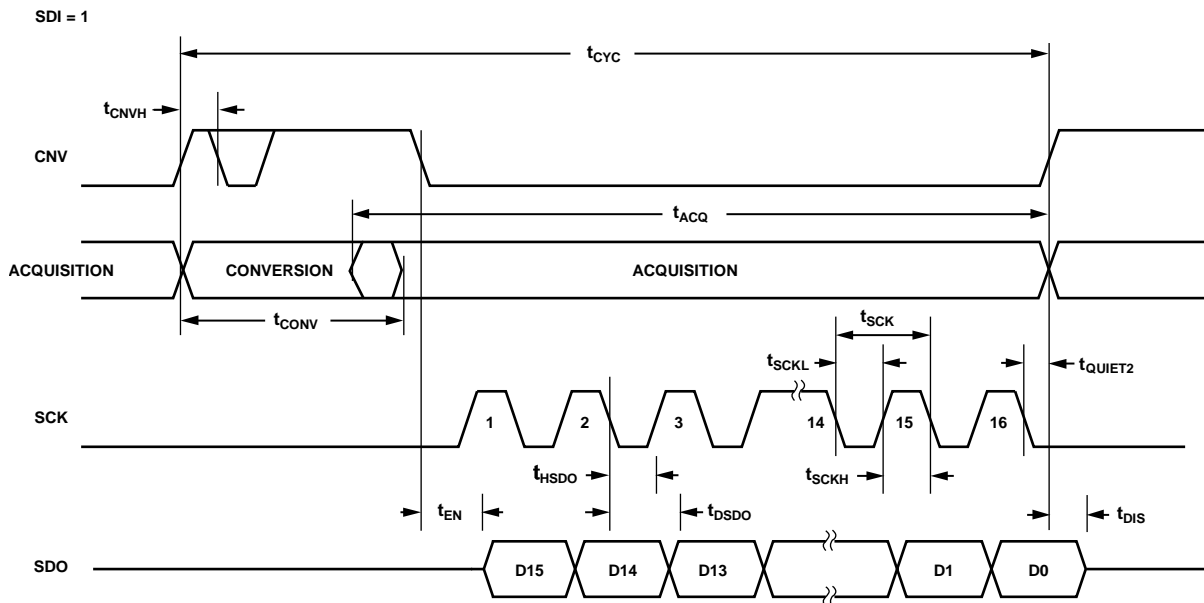 SDI = 1
tCYC
tCNVH
CNV
tACQ
ACQUISITION
CONVERSION
ACQUISITION
tCONV
tSCK
tSCKL
tQUIET2
SCK
1
2
3
14
15
16
tHSDO
tSCKH
tEN
tDSDO
tDIS
SDO
D15
D14
D13
D1
D0